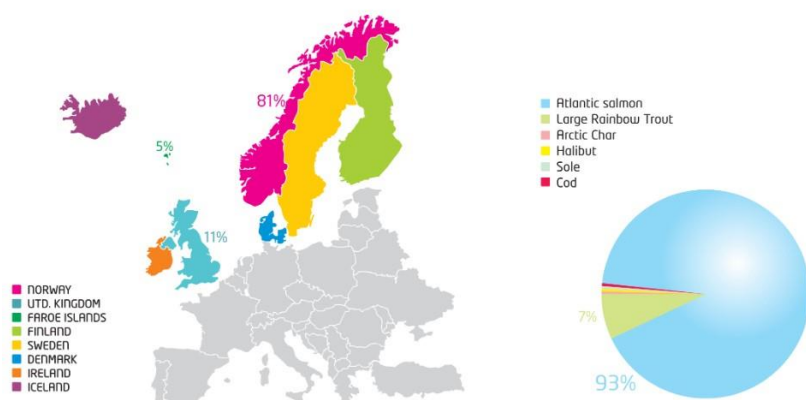 81%
5%
11%
NORWAY
UTD. KINGDOM
FAROE ISLANDS
FINLAND
SWEDEN
DENMARK
IRELAND
ICELAND
Atlantic salmon
Large Rainbow Trout
Arctic Char
Halibut
Sole
Cod
7%
93%